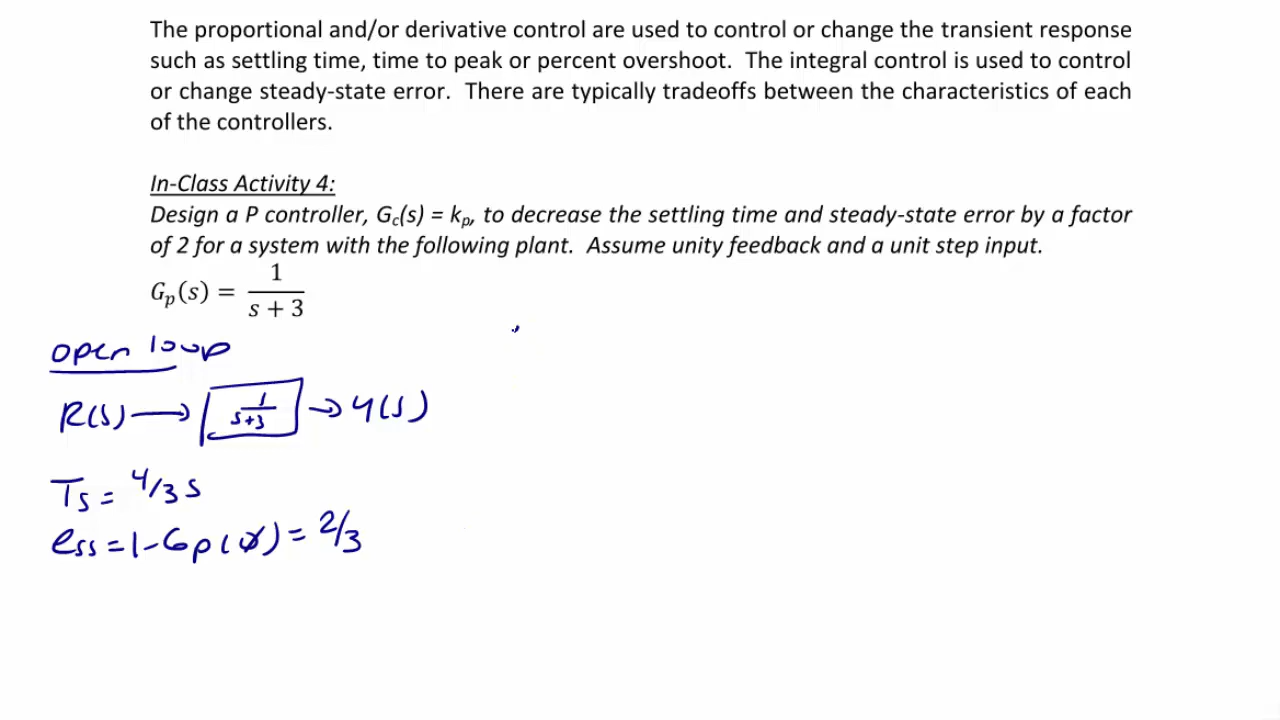 The proportional and/or derivative control are used to control or change the transient response
such as settling time, time to peak or percent overshoot. The integral control is used to control
or change steady-state error. There are typically tradeoffs between the characteristics of each
of the controllers.
In-Class Activity 4:
Design a P controller, Gc(s) = kp, to decrease the settling time and steady-state error by a factor
of 2 for a system with the following plant. Assume unity feedback and a unit step input.
Gp(s) = 1/(s + 3)
open loop
R(s) → 1/(s+3) → Y(s)
Ts = 4/3 s
ess = 1 - Gp(0) = 2/3